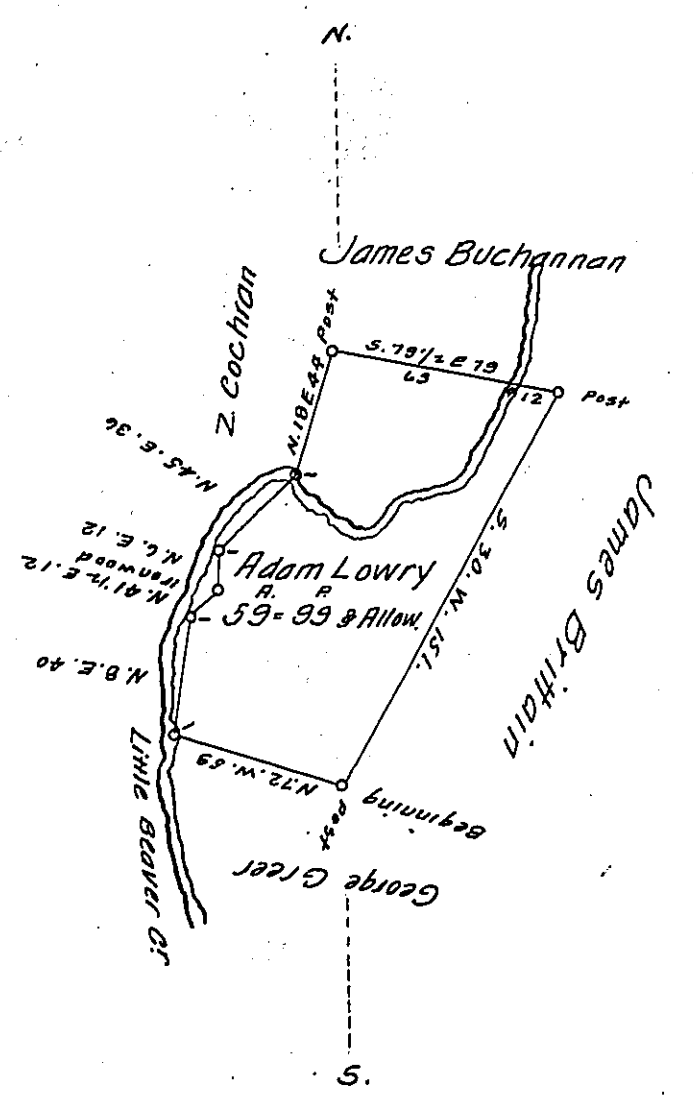 N.
James Buchannan
Z Cochran
Post
S. 79 1/2 E 79
63
12
Post
N. 18 E 44
N. 45. E. 36
N. 6. E. 12
Ironwood
N. 41 1/2 E. 12
N. 8. E. 40
Adam Lowry
A. P.
59 = 99 & Allow.
S. 30. W. 151.
James Brittain
N. 72. W. 59
Beginning
Post
George Greer
Little Beaver Cr.
S.